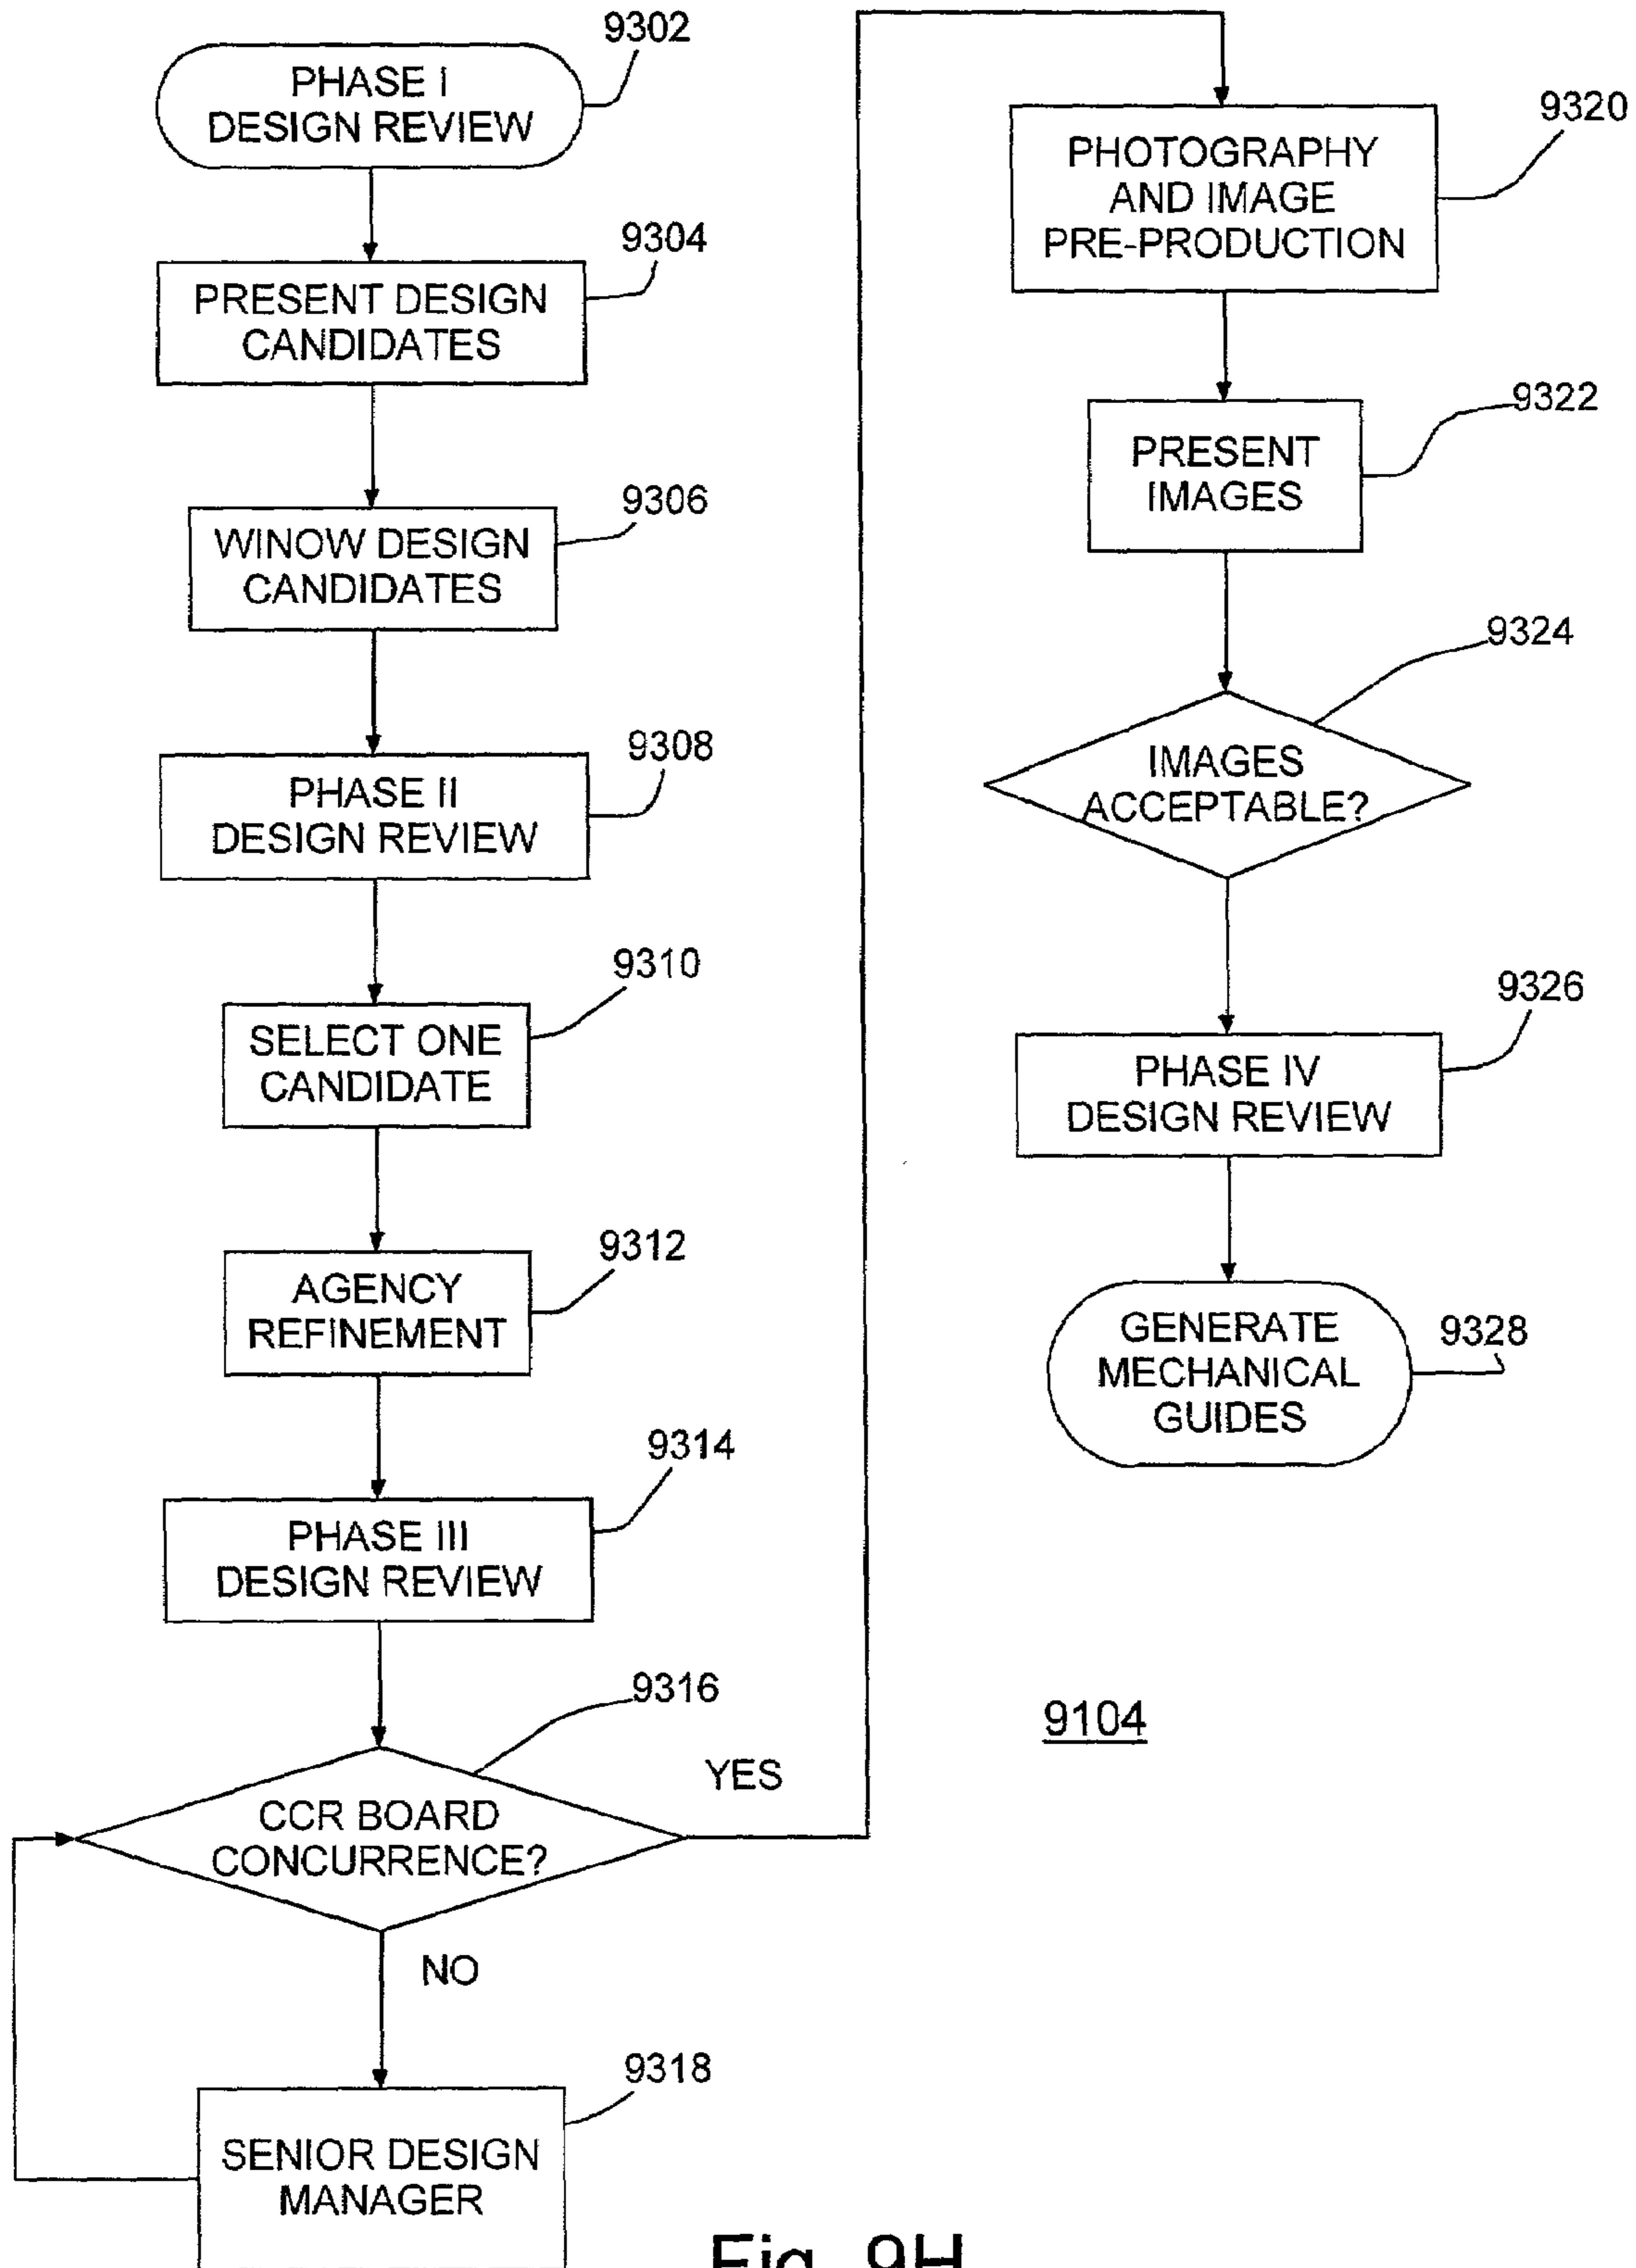 9302
PHASE I
DESIGN REVIEW
9304
PRESENT DESIGN
CANDIDATES
9306
WINOW DESIGN
CANDIDATES
9308
PHASE II
DESIGN REVIEW
9310
SELECT ONE
CANDIDATE
9312
AGENCY
REFINEMENT
9314
PHASE III
DESIGN REVIEW
9316
YES
CCR BOARD
CONCURRENCE?
NO
9318
SENIOR DESIGN
MANAGER
9320
PHOTOGRAPHY
AND IMAGE
PRE-PRODUCTION
9322
PRESENT
IMAGES
9324
IMAGES
ACCEPTABLE?
9326
PHASE IV
DESIGN REVIEW
9328
GENERATE
MECHANICAL
GUIDES
9104
Fig. 9H